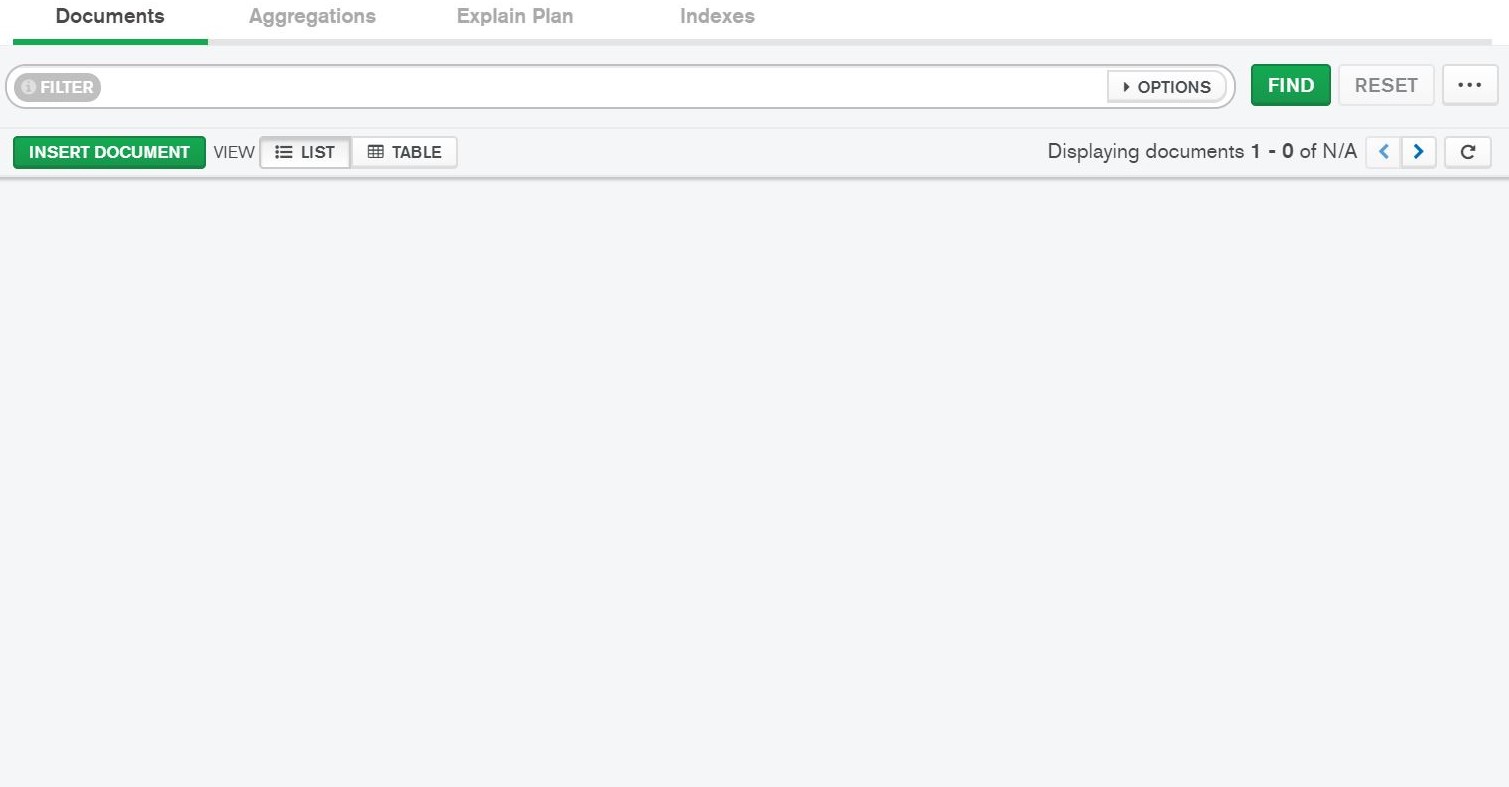 Documents Aggregations Explain Plan Indexes
FILTER OPTIONS FIND RESET ...
INSERT DOCUMENT VIEW LIST TABLE Displaying documents 1 - 0 of N/A